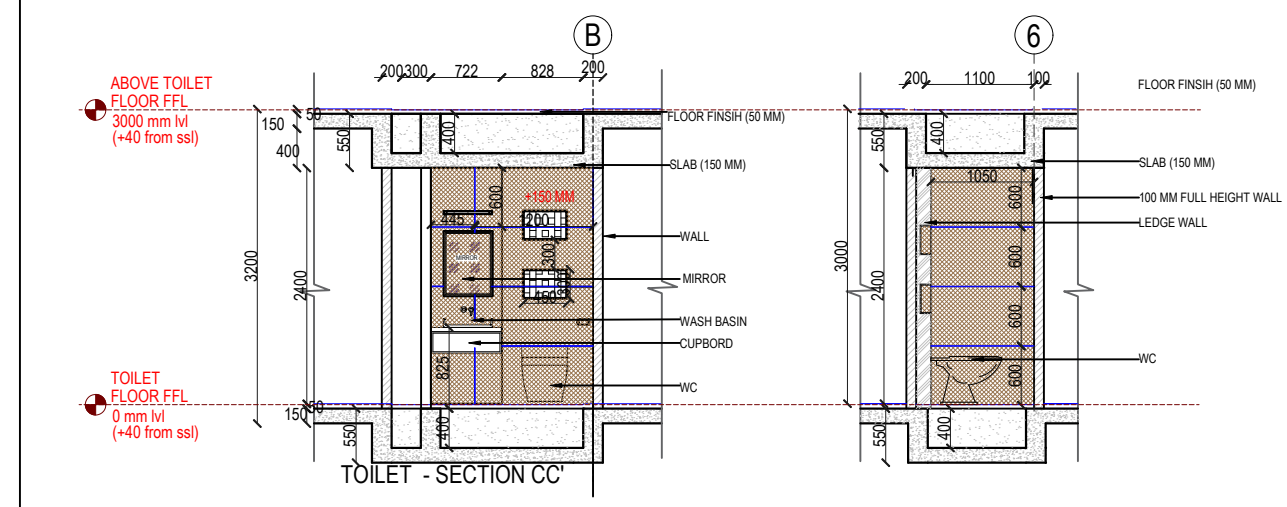 B
6
200
300
722
828
200
200
1100
100
FLOOR FINSIH (50 MM)
ABOVE TOILET
FLOOR FFL
3000 mm lvl
(+40 from ssl)
50
150
550
400
400
FLOOR FINSIH (50 MM)
SLAB (150 MM)
550
400
SLAB (150 MM)
1050
100 MM FULL HEIGHT WALL
LEDGE WALL
600
+150 MM
445
200
WALL
600
300
MIRROR
MIRROR
3200
2400
3000
2400
600
WASH BASIN
CUPBORD
825
WC
600
WC
600
TOILET
FLOOR FFL
0 mm lvl
(+40 from ssl)
50
150
550
400
550
400
TOILET - SECTION CC'